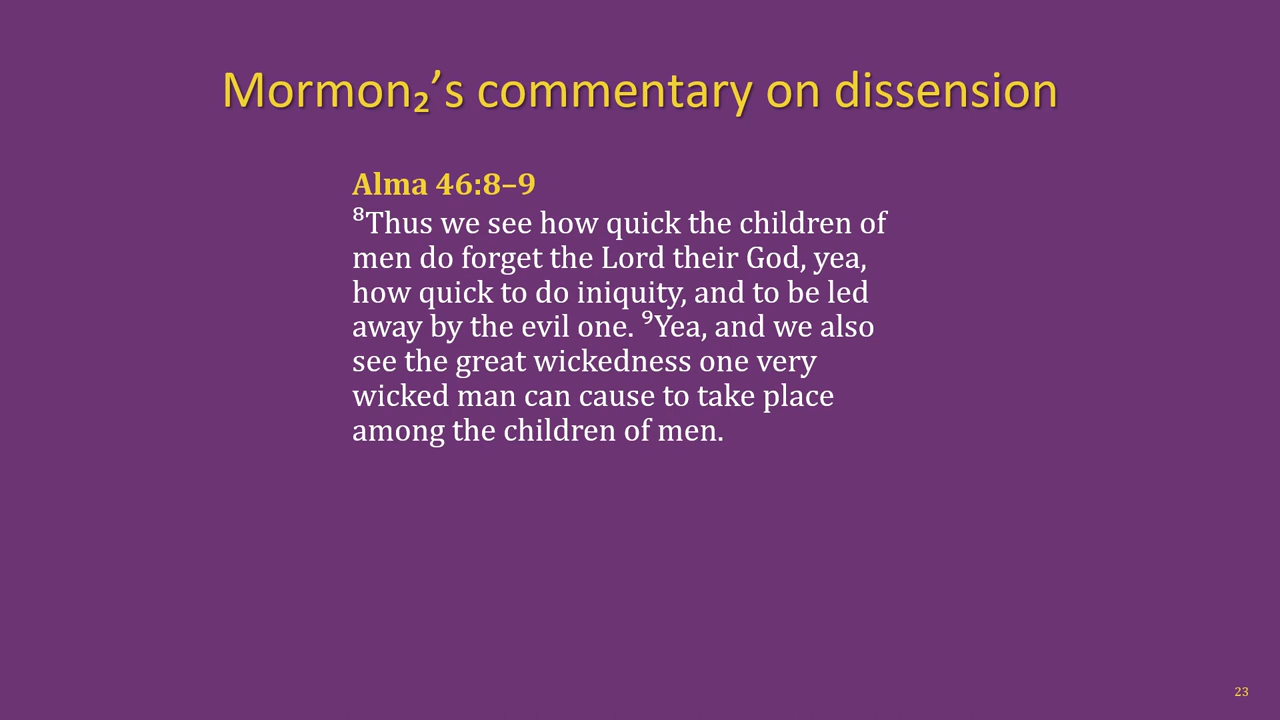 Mormon₂’s commentary on dissension
Alma 46:8–9
⁸Thus we see how quick the children of
men do forget the Lord their God, yea,
how quick to do iniquity, and to be led
away by the evil one. ⁹Yea, and we also
see the great wickedness one very
wicked man can cause to take place
among the children of men.
23